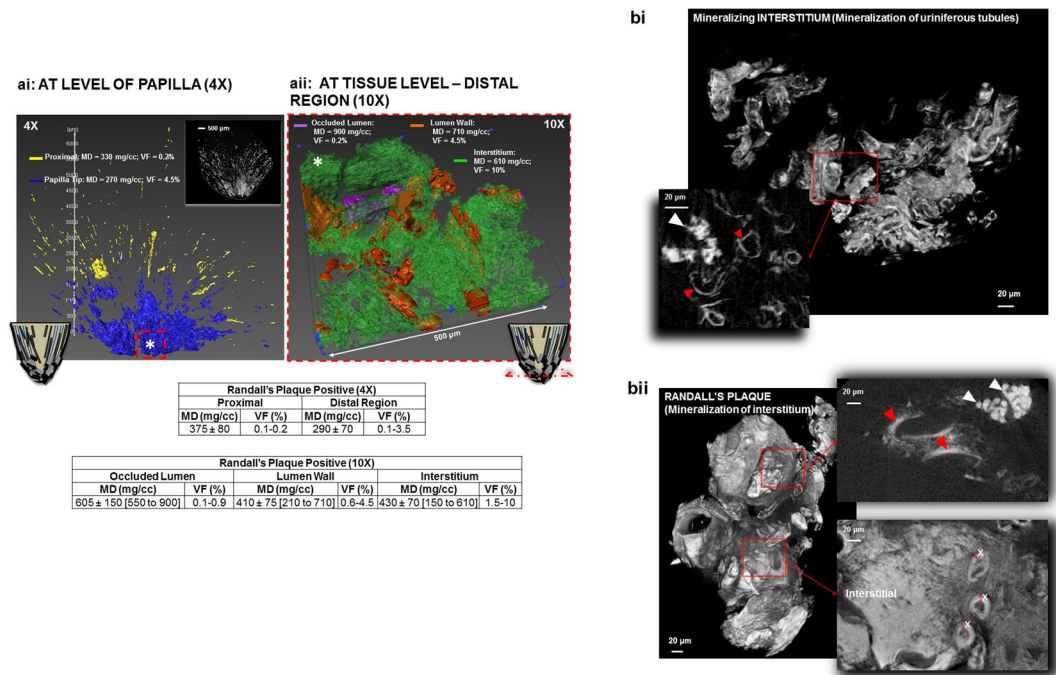 ai: AT LEVEL OF PAPILLA (4X)
4X
(µm)
500 µm
Proximal: MD = 330 mg/cc; VF = 0.2%
Papilla Tip: MD = 270 mg/cc; VF = 4.5%
*
aii: AT TISSUE LEVEL – DISTAL
REGION (10X)
10X
Occluded Lumen:
MD = 900 mg/cc;
VF = 0.2%
Lumen Wall:
MD = 710 mg/cc;
VF = 4.5%
Interstitium:
MD = 610 mg/cc;
VF = 10%
*
500 µm
Randall's Plaque Positive (4X)
Proximal Distal Region
MD (mg/cc) VF (%) MD (mg/cc) VF (%)
375 ± 80 0.1-0.2 290 ± 70 0.1-3.5
Randall's Plaque Positive (10X)
Occluded Lumen Lumen Wall Interstitium
MD (mg/cc) VF (%) MD (mg/cc) VF (%) MD (mg/cc) VF (%)
605 ± 150 [550 to 900] 0.1-0.9 410 ± 75 [210 to 710] 0.6-4.5 430 ± 70 [150 to 610] 1.5-10
bi
Mineralizing INTERSTITIUM (Mineralization of uriniferous tubules)
20 µm
20 µm
bii
RANDALL'S PLAQUE
(Mineralization of interstitium)
20 µm
20 µm
20 µm
Interstitial
X
X
X